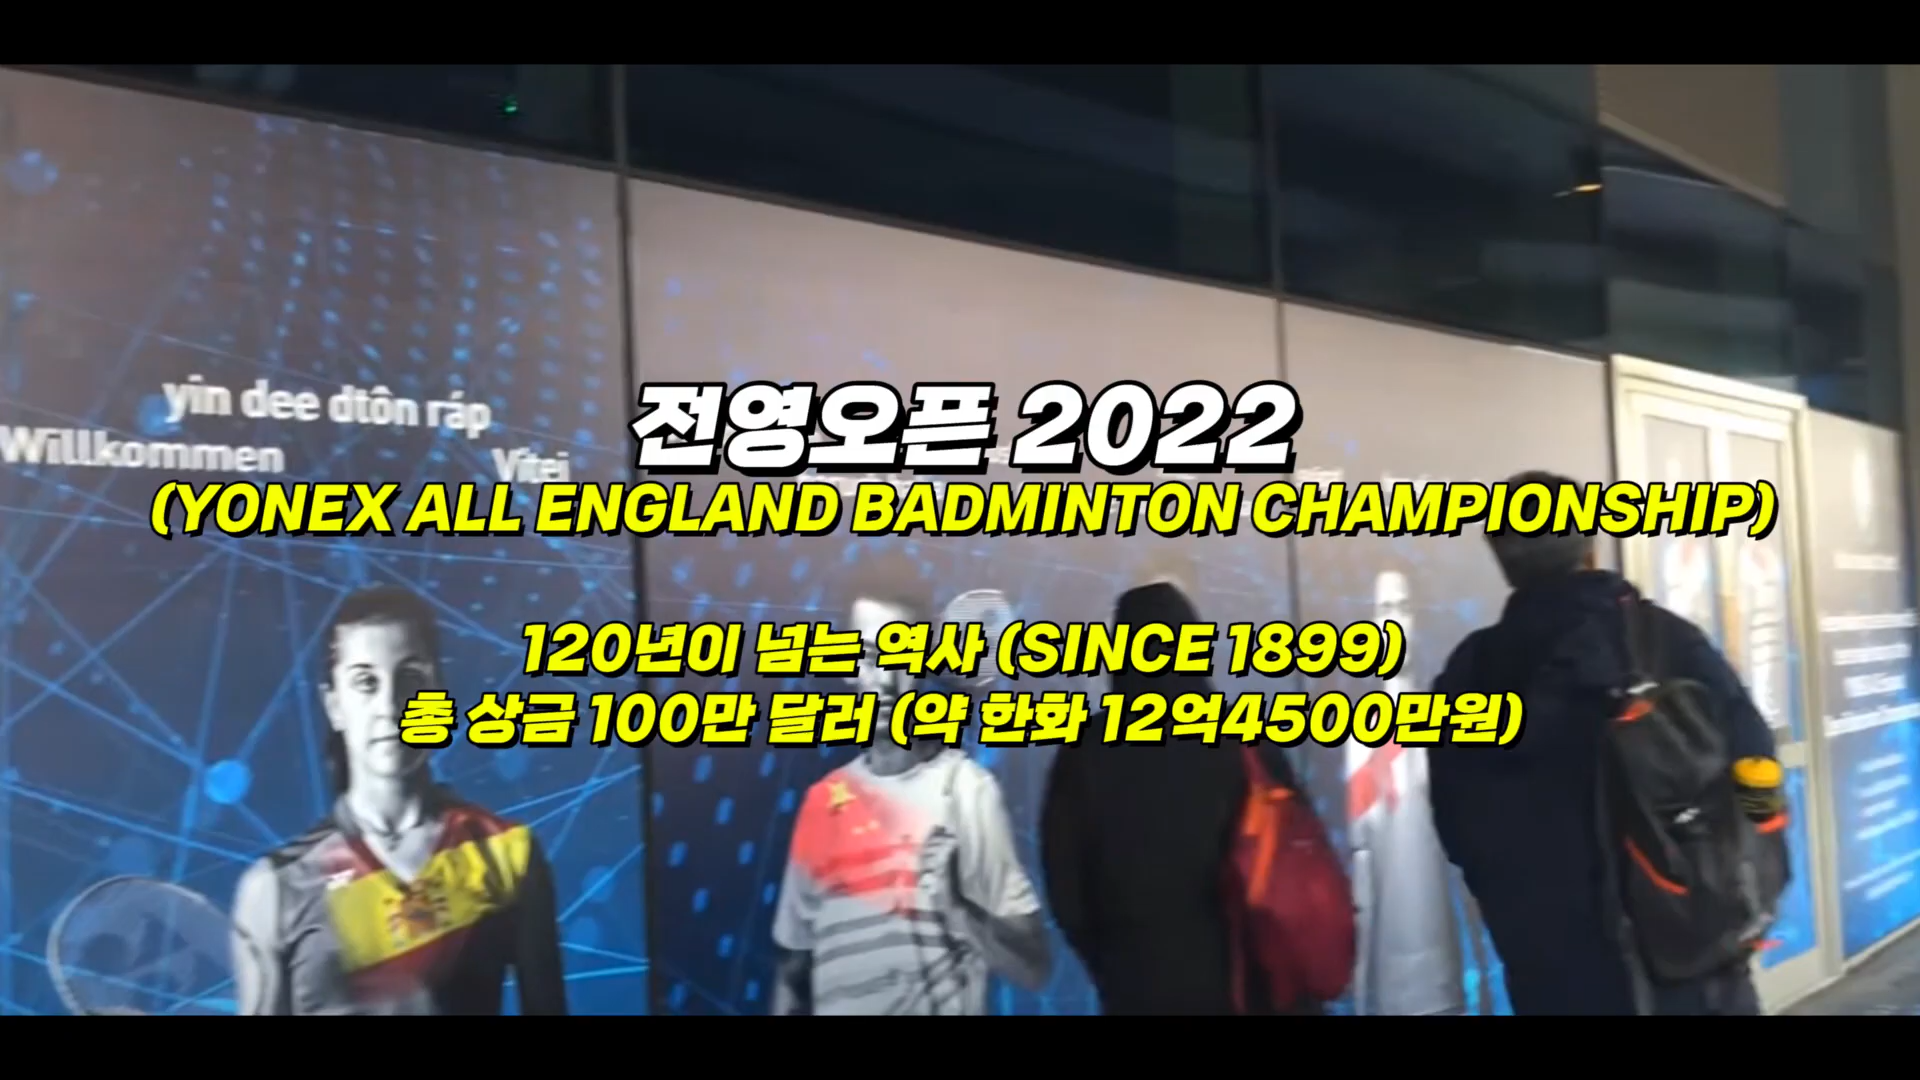 yin dee dtôn ráp
Willkommen
Vitei
전영오픈 2022
(YONEX ALL ENGLAND BADMINTON CHAMPIONSHIP)
120년이 넘는 역사 (SINCE 1899)
총 상금 100만 달러 (약 한화 12억4500만원)